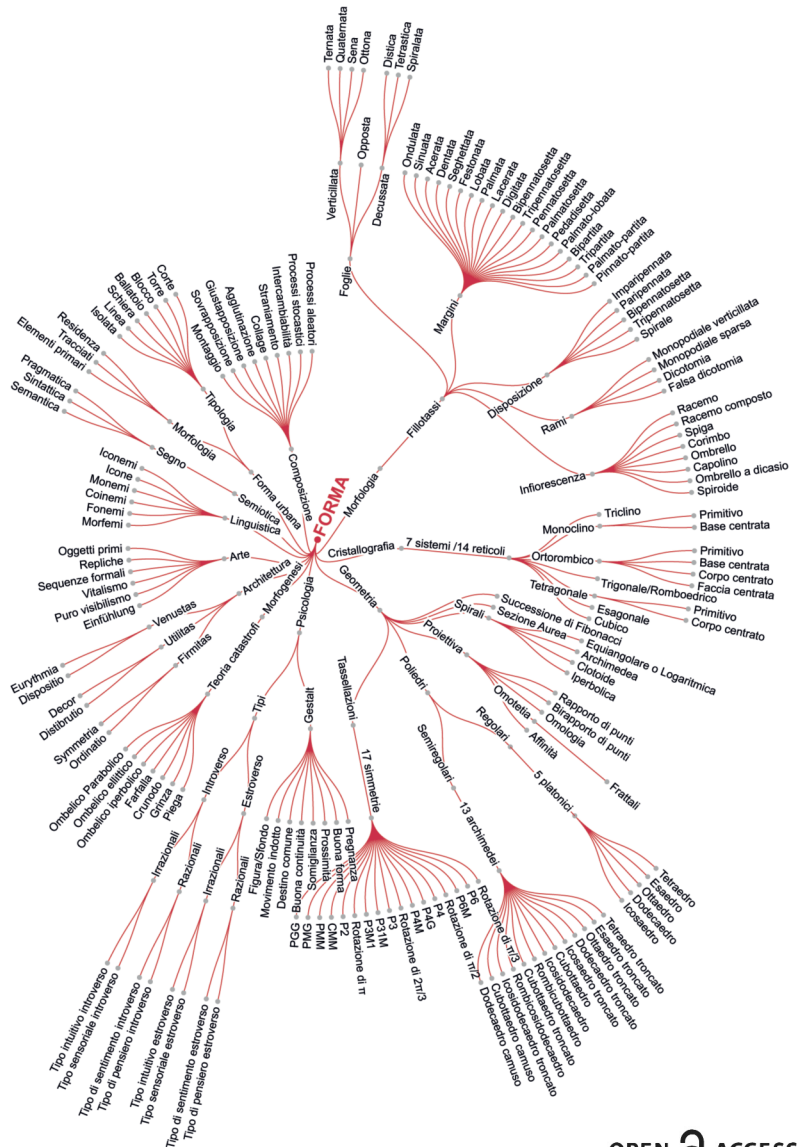 FORMA
Morfologia
Fillotassi
Foglie
Verticillata
Ternata
Quaternata
Sena
Ottona
Opposta
Decussata
Distica
Tetrastica
Spiralata
Margini
Ondulata
Sinuata
Acerata
Dentata
Seghettata
Festonata
Lobata
Palmata
Lacerata
Digitata
Bipennatosetta
Tripennatosetta
Pennatosetta
Palmatosetta
Pedadisetta
Palmato-lobata
Bipartita
Tripartita
Palmato-partita
Pinnato-partita
Disposizione
Imparipennata
Paripennata
Bipennatosetta
Tripennatosetta
Spirale
Rami
Monopodiale verticillata
Monopodiale sparsa
Dicotomia
Falsa dicotomia
Infiorescenza
Racemo
Racemo composto
Spiga
Corimbo
Ombrello
Capolino
Ombrello a dicasio
Spiroide
Cristallografia
7 sistemi /14 reticoli
Triclino
Monoclino
Primitivo
Base centrata
Ortorombico
Primitivo
Base centrata
Corpo centrato
Faccia centrata
Trigonale/Romboedrico
Tetragonale
Primitivo
Corpo centrato
Esagonale
Cubico
Geometria
Successione di Fibonacci
Sezione Aurea
Spirali
Equiangolare o Logaritmica
Archimedea
Clotoide
Iperbolica
Proiettiva
Rapporto di punti
Birapporto di punti
Omologia
Omotetia
Frattali
Affinità
Poliedri
Regolari
5 platonici
Tetraedro
Esaedro
Ottaedro
Dodecaedro
Icosaedro
Semiregolari
13 archimedei
Tetraedro troncato
Esaedro troncato
Ottaedro troncato
Dodecaedro troncato
Icosaedro troncato
Cubottaedro
Icosidodecaedro
Rombicubottaedro
Cubottaedro troncato
Rombicosidodecaedro
Icosidodecaedro troncato
Cubottaedro camuso
Dodecaedro camuso
Tassellazioni
17 simmetrie
Rotazione di π/3
P6
P6M
Rotazione di π/2
P4
P4G
P4M
Rotazione di 2π/3
P3
P31M
P3M1
Rotazione di π
P2
CMM
PMM
PMG
PGG
Psicologia
Gestalt
Pregnanza
Buona forma
Prossimità
Somiglianza
Buona continuità
Destino comune
Movimento indotto
Figura/Sfondo
Tipi
Estroverso
Razionali
Tipo di pensiero estroverso
Tipo di sentimento estroverso
Irrazionali
Tipo sensoriale estroverso
Tipo intuitivo estroverso
Introverso
Razionali
Tipo di pensiero introverso
Tipo di sentimento introverso
Irrazionali
Tipo sensoriale introverso
Tipo intuitivo introverso
Morfogenesi
Teoria catastrofi
Piega
Grinza
Crunodo
Farfalla
Ombelico iperbolico
Ombelico ellittico
Ombelico Parabolico
Architettura
Firmitas
Ordinatio
Symmetria
Utilitas
Distibrutio
Decor
Venustas
Dispositio
Eurythmia
Arte
Einfühlung
Puro visibilismo
Vitalismo
Sequenze formali
Repliche
Oggetti primi
Linguistica
Morfemi
Fonemi
Coinemi
Monemi
Icone
Iconemi
Semiotica
Segno
Semantica
Sintattica
Pragmatica
Forma urbana
Morfologia
Elementi primari
Tracciati
Residenza
Tipologia
Isolata
Linea
Schiera
Ballatoio
Blocco
Torre
Corte
Composizione
Montaggio
Sovrapposizione
Giustapposizione
Agglutinazione
Collage
Straniamento
Intercambiabilità
Processi stocastici
Processi aleatori
OPEN ACCESS